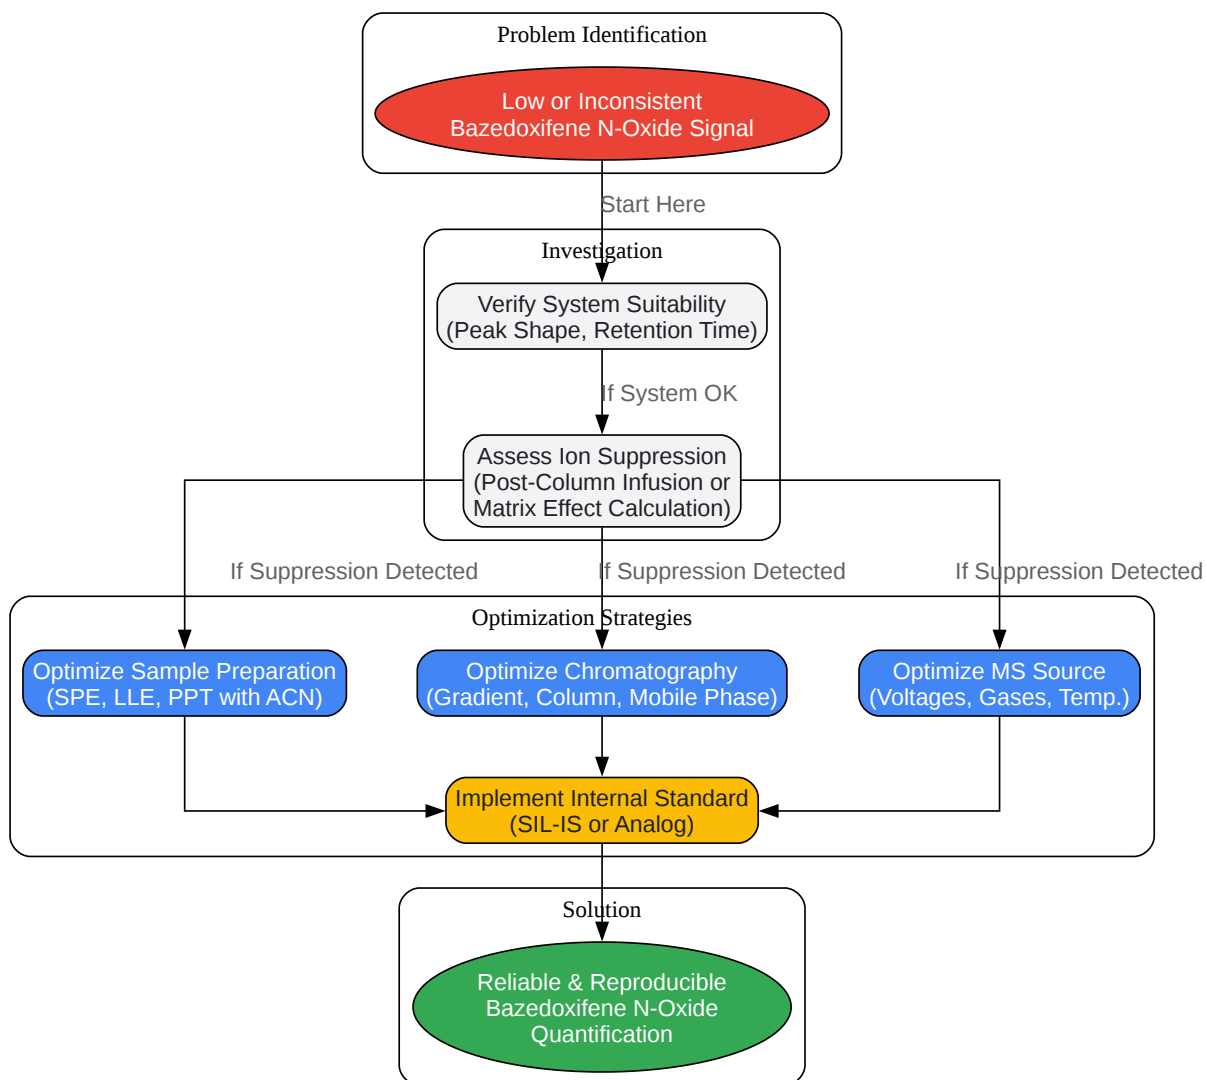 Problem Identification
Low or Inconsistent
Bazedoxifene N-Oxide Signal
Start Here
Investigation
Verify System Suitability
(Peak Shape, Retention Time)
If System OK
Assess Ion Suppression
(Post-Column Infusion or
Matrix Effect Calculation)
If Suppression Detected
If Suppression Detected
If Suppression Detected
Optimization Strategies
Optimize Sample Preparation
(SPE, LLE, PPT with ACN)
Optimize Chromatography
(Gradient, Column, Mobile Phase)
Optimize MS Source
(Voltages, Gases, Temp.)
Implement Internal Standard
(SIL-IS or Analog)
Solution
Reliable & Reproducible
Bazedoxifene N-Oxide
Quantification